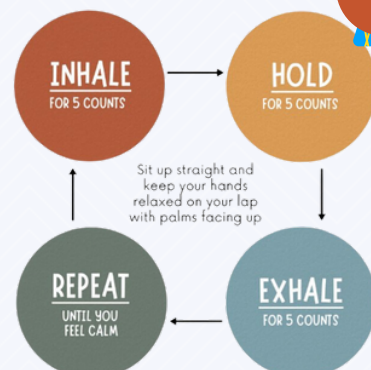 INHALE
FOR 5 COUNTS
HOLD
FOR 5 COUNTS
Sit up straight and
keep your hands
relaxed on your lap
with palms facing up
REPEAT
UNTIL YOU
FEEL CALM
EXHALE
FOR 5 COUNTS